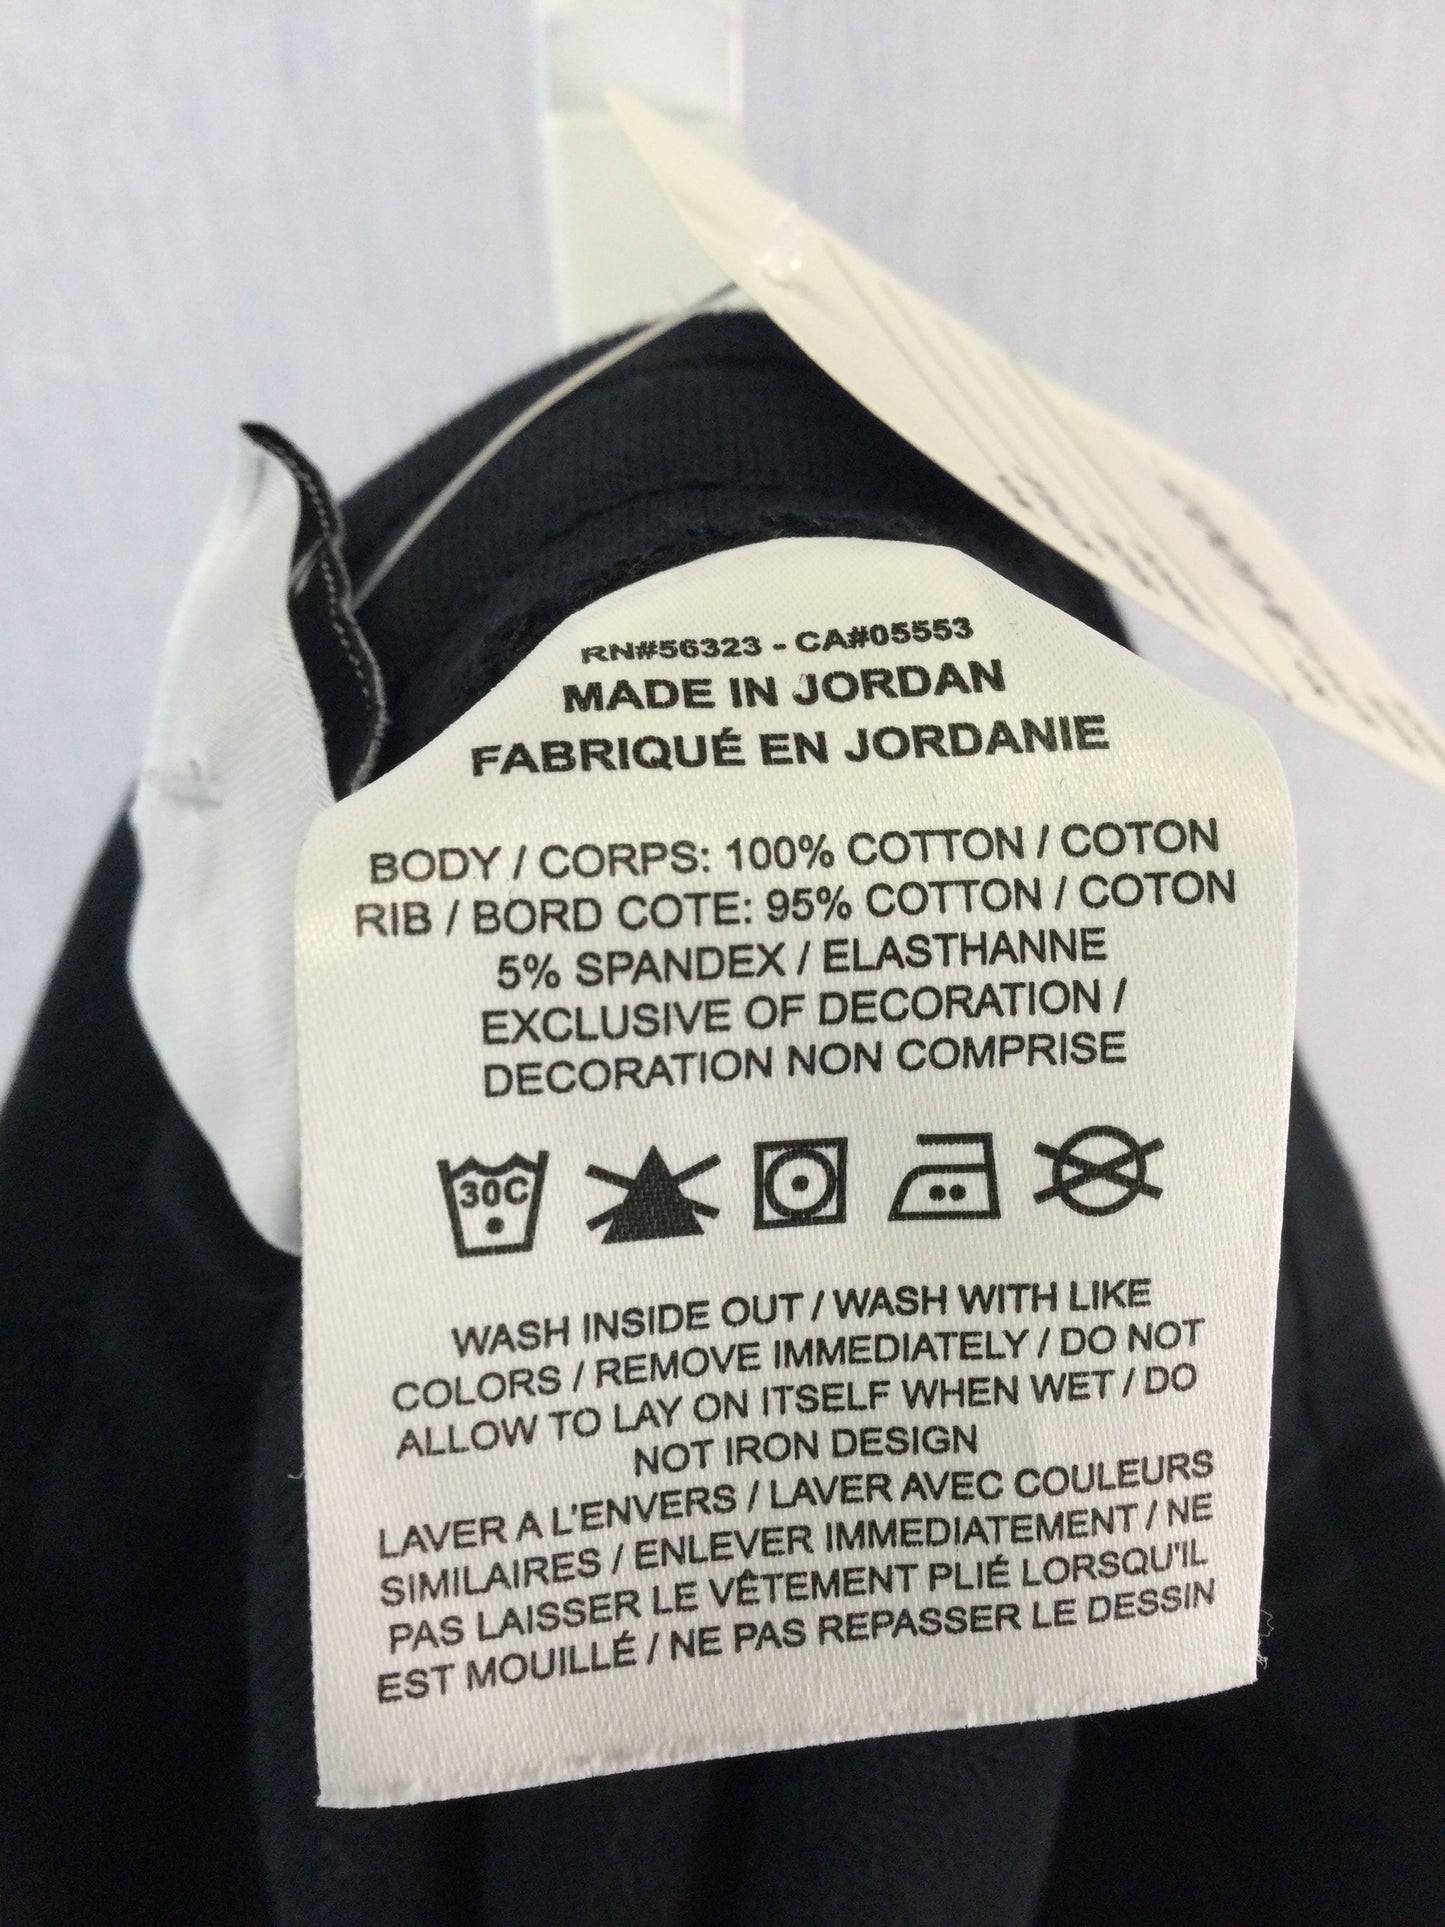 RN#56323 - CA#05553
MADE IN JORDAN
FABRIQUÉ EN JORDANIE
BODY / CORPS: 100% COTTON / COTON
RIB / BORD COTE: 95% COTTON / COTON
5% SPANDEX / ELASTHANNE
EXCLUSIVE OF DECORATION /
DECORATION NON COMPRISE
30C
WASH INSIDE OUT / WASH WITH LIKE
COLORS / REMOVE IMMEDIATELY / DO NOT
ALLOW TO LAY ON ITSELF WHEN WET / DO
NOT IRON DESIGN
LAVER A L'ENVERS / LAVER AVEC COULEURS
SIMILAIRES / ENLEVER IMMEDIATEMENT / NE
PAS LAISSER LE VÊTEMENT PLIÉ LORSQU'IL
EST MOUILLÉ / NE PAS REPASSER LE DESSIN